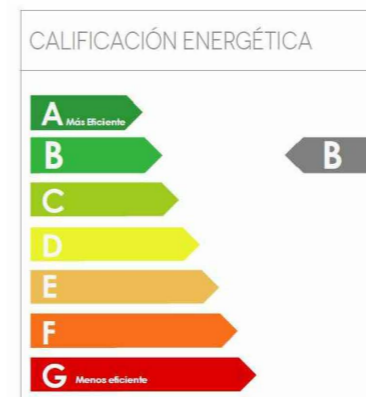 CALIFICACIÓN ENERGÉTICA
A Más Eficiente
B
B
C
D
E
F
G Menos eficiente